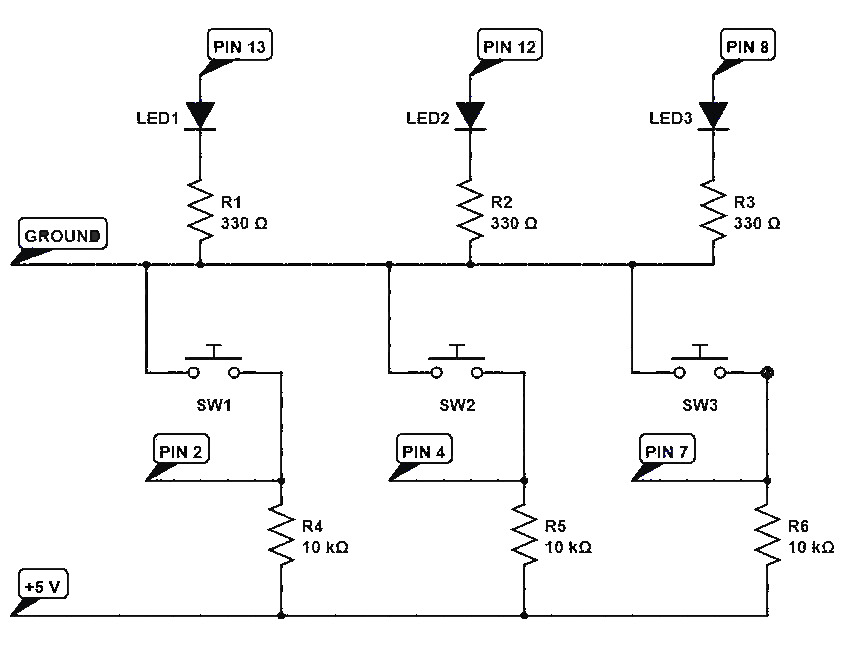 PIN 13
PIN 12
PIN 8
LED1
LED2
LED3
R1
330 Ω
R2
330 Ω
R3
330 Ω
GROUND
SW1
SW2
SW3
PIN 2
PIN 4
PIN 7
R4
10 kΩ
R5
10 kΩ
R6
10 kΩ
+5 V